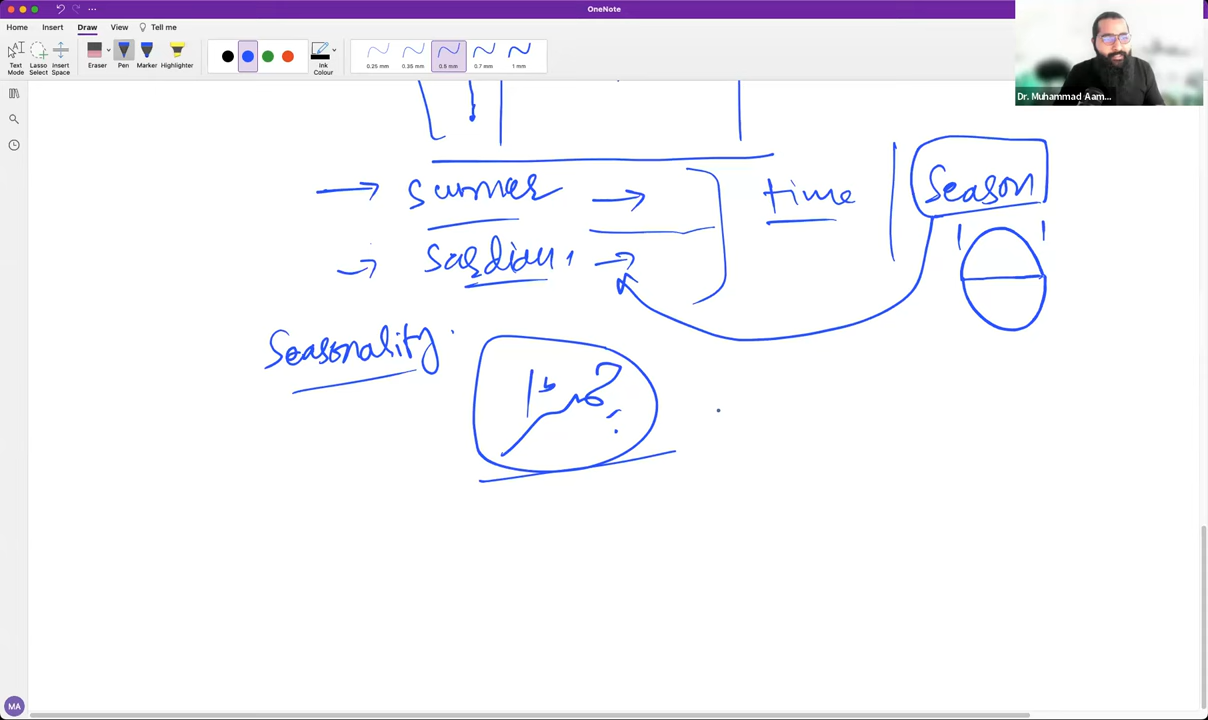 OneNote
Home Insert Draw View Tell me
Text Mode
Lasso Select
Insert Space
Eraser
Pen
Marker
Highlighter
Ink Colour
0.25 mm
0.35 mm
0.5 mm
0.7 mm
1 mm
Dr. Muhammad Aam...
summer
time
Season
sardian
Seasonality
MA